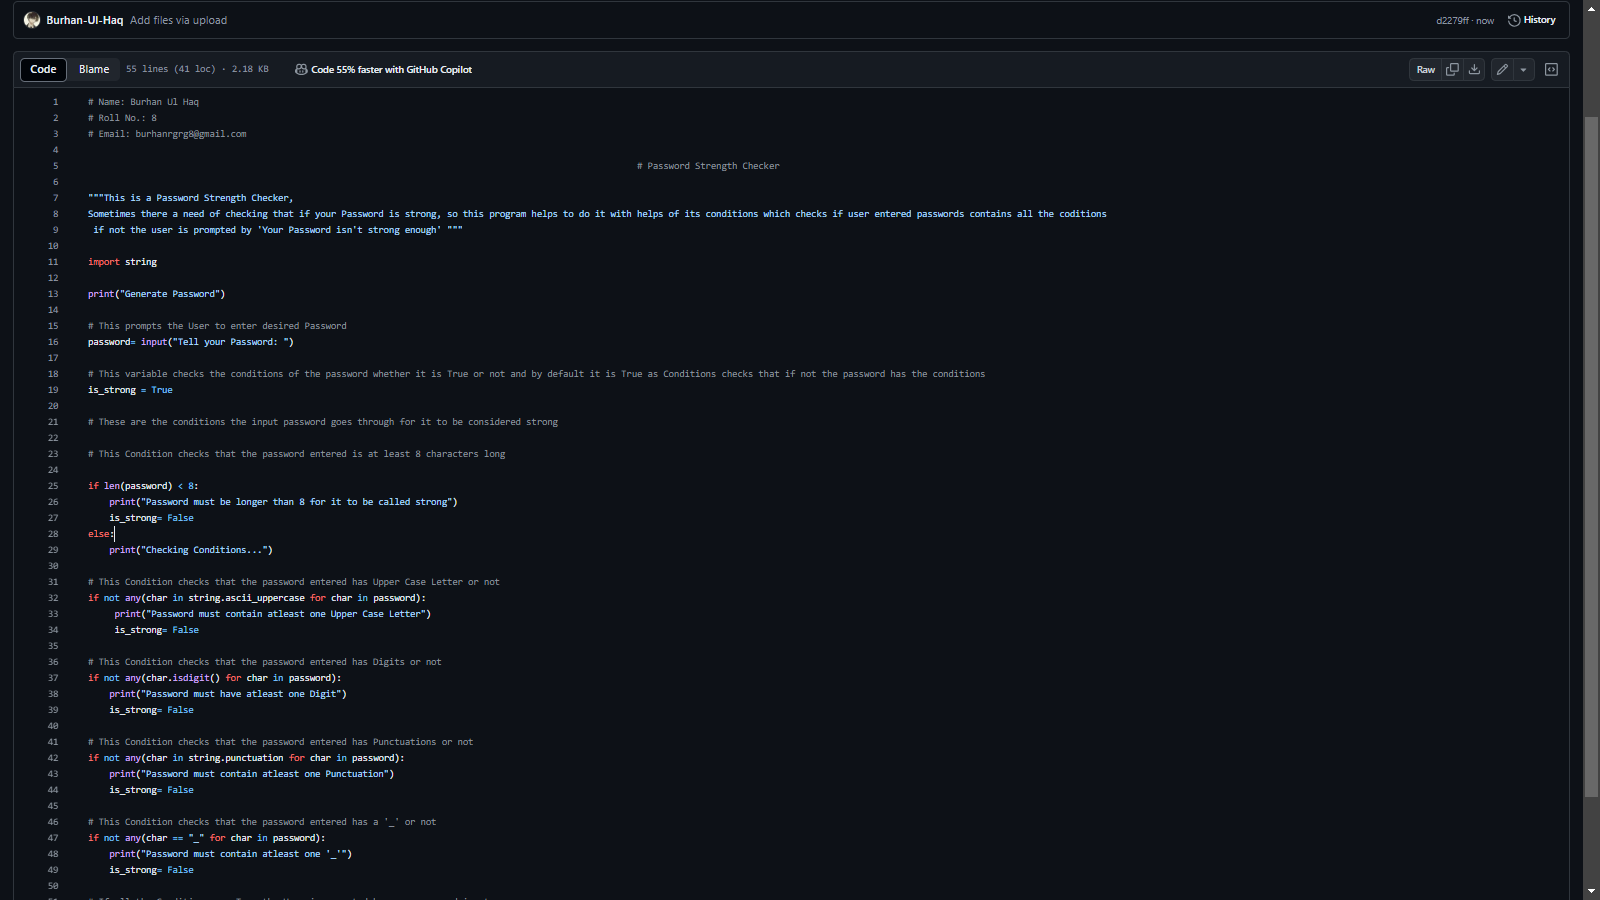 Burhan-Ul-Haq Add files via upload d2279ff · now History
Code Blame 55 lines (41 loc) · 2.18 KB Code 55% faster with GitHub Copilot Raw
1 # Name: Burhan Ul Haq
2 # Roll No.: 8
3 # Email: burhanrgrg8@gmail.com
4
5 # Password Strength Checker
6
7 """This is a Password Strength Checker,
8 Sometimes there a need of checking that if your Password is strong, so this program helps to do it with helps of its conditions which checks if user entered passwords contains all the coditions
9 if not the user is prompted by 'Your Password isn't strong enough' """
10
11 import string
12
13 print("Generate Password")
14
15 # This prompts the User to enter desired Password
16 password= input("Tell your Password: ")
17
18 # This variable checks the conditions of the password whether it is True or not and by default it is True as Conditions checks that if not the password has the conditions
19 is_strong = True
20
21 # These are the conditions the input password goes through for it to be considered strong
22
23 # This Condition checks that the password entered is at least 8 characters long
24
25 if len(password) < 8:
26 print("Password must be longer than 8 for it to be called strong")
27 is_strong= False
28 else:
29 print("Checking Conditions...")
30
31 # This Condition checks that the password entered has Upper Case Letter or not
32 if not any(char in string.ascii_uppercase for char in password):
33 print("Password must contain atleast one Upper Case Letter")
34 is_strong= False
35
36 # This Condition checks that the password entered has Digits or not
37 if not any(char.isdigit() for char in password):
38 print("Password must have atleast one Digit")
39 is_strong= False
40
41 # This Condition checks that the password entered has Punctuations or not
42 if not any(char in string.punctuation for char in password):
43 print("Password must contain atleast one Punctuation")
44 is_strong= False
45
46 # This Condition checks that the password entered has a '_' or not
47 if not any(char == "_" for char in password):
48 print("Password must contain atleast one '_'")
49 is_strong= False
50